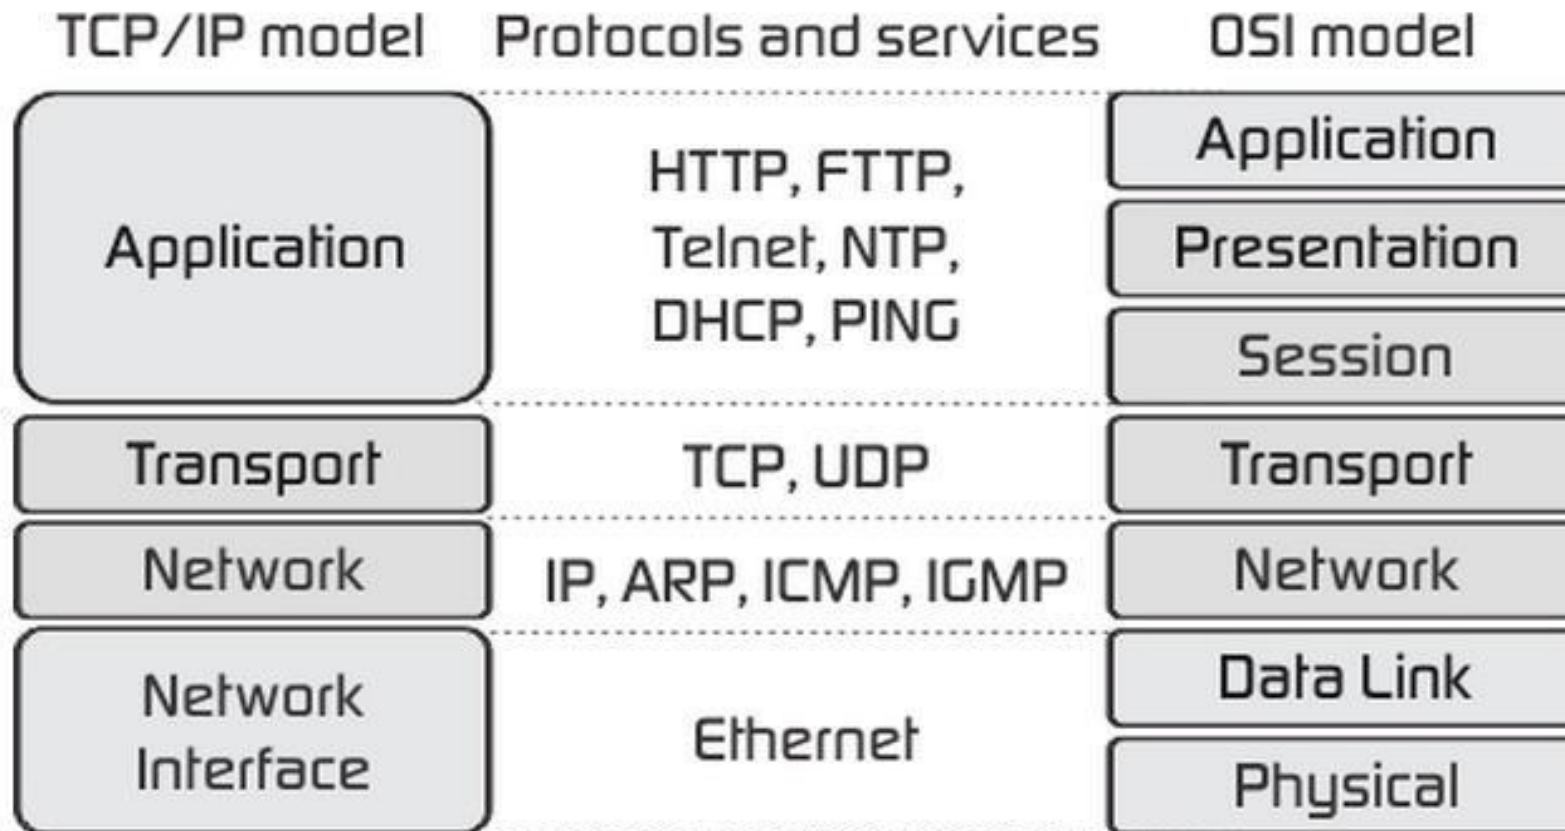 TCP/IP model Protocols and services OSI model
Application
HTTP, FTTP,
Telnet, NTP,
DHCP, PING
Application
Presentation
Session
Transport
TCP, UDP
Transport
Network
IP, ARP, ICMP, IGMP
Network
Network
Interface
Ethernet
Data Link
Physical